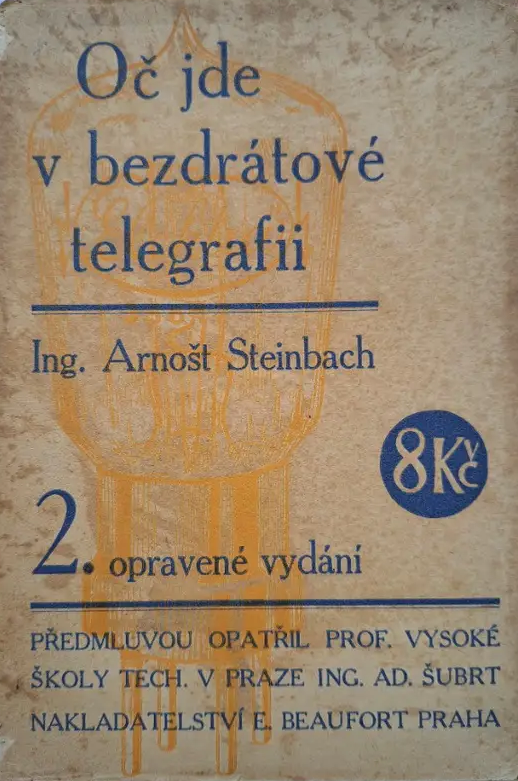 Oč jde
v bezdrátové
telegrafii
Ing. Arnošt Steinbach
8 Kč
2. opravené vydání
PŘEDMLUVOU OPATŘIL PROF. VYSOKÉ
ŠKOLY TECH. V PRAZE ING. AD. ŠUBRT
NAKLADATELSTVÍ E. BEAUFORT PRAHA